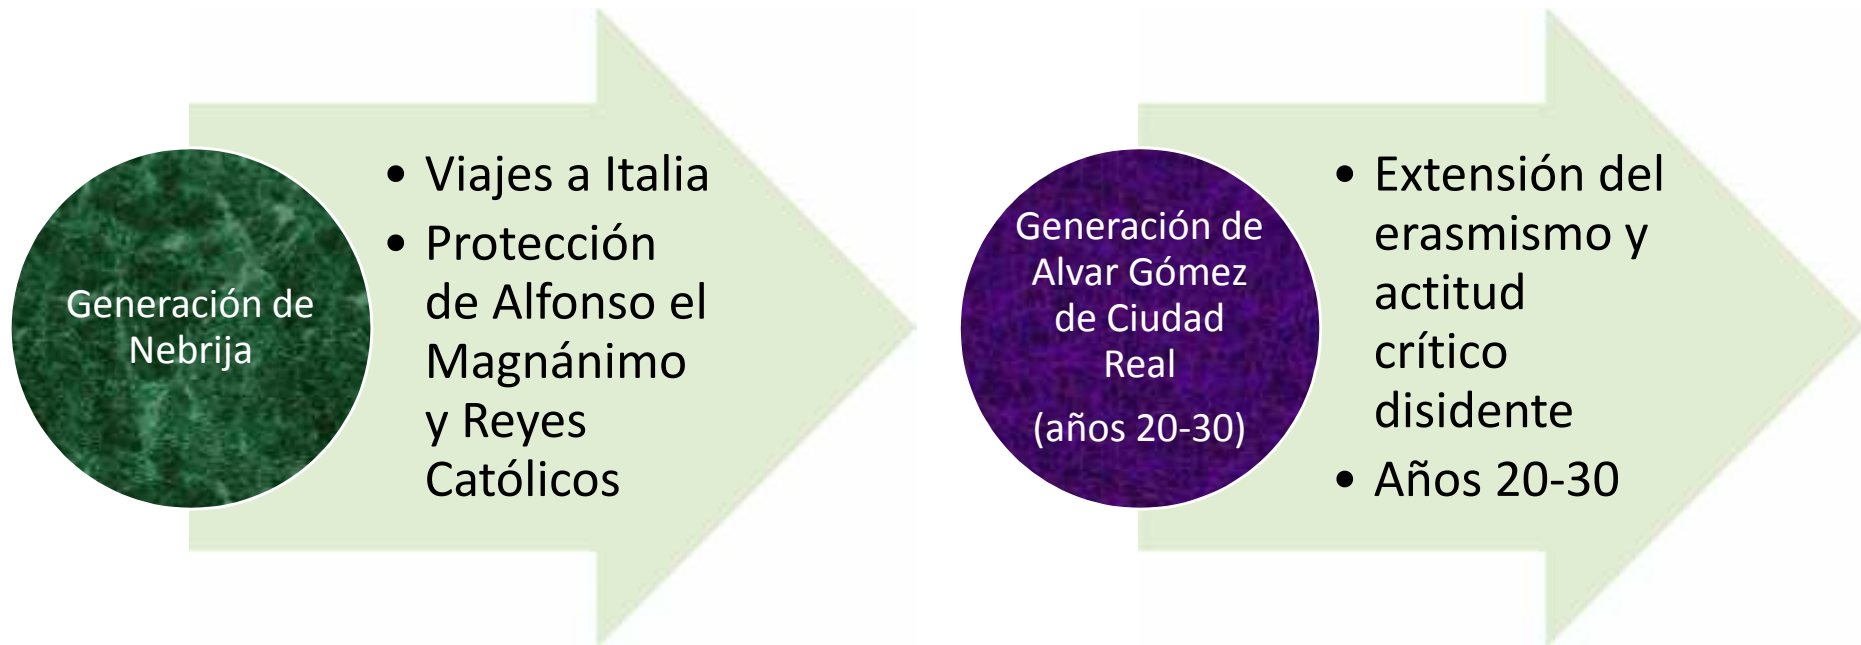 Generación de
Nebrija
• Viajes a Italia
• Protección
de Alfonso el
Magnánimo
y Reyes
Católicos
Generación de
Alvar Gómez
de Ciudad
Real
(años 20-30)
• Extensión del
erasmismo y
actitud
crítico
disidente
• Años 20-30